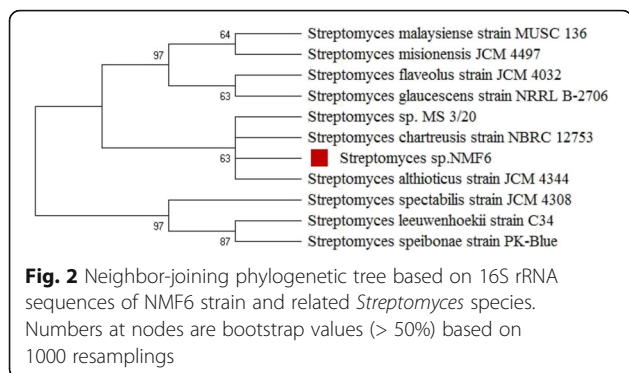 64
Streptomyces malaysiense strain MUSC 136
97
Streptomyces misionensis JCM 4497
Streptomyces flaveolus strain JCM 4032
63
Streptomyces glaucescens strain NRRL B-2706
Streptomyces sp. MS 3/20
Streptomyces chartreusis strain NBRC 12753
63
Streptomyces sp.NMF6
Streptomyces althioticus strain JCM 4344
Streptomyces spectabilis strain JCM 4308
97
Streptomyces leeuwenhoekii strain C34
87
Streptomyces speibonae strain PK-Blue
Fig. 2 Neighbor-joining phylogenetic tree based on 16S rRNA
sequences of NMF6 strain and related Streptomyces species.
Numbers at nodes are bootstrap values (> 50%) based on
1000 resamplings